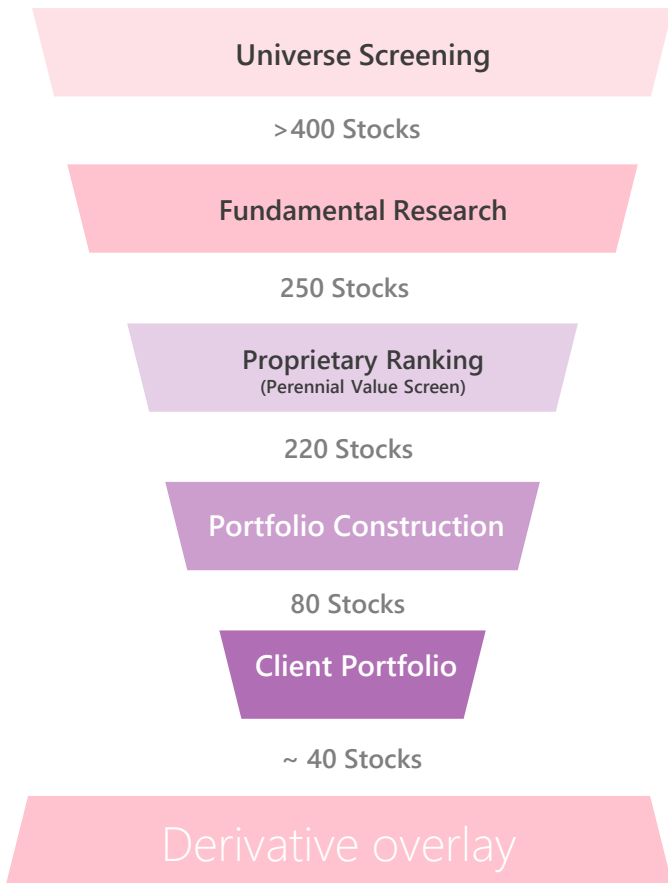 Universe Screening
>400 Stocks
Fundamental Research
250 Stocks
Proprietary Ranking
(Perennial Value Screen)
220 Stocks
Portfolio Construction
80 Stocks
Client Portfolio
~ 40 Stocks
Derivative overlay